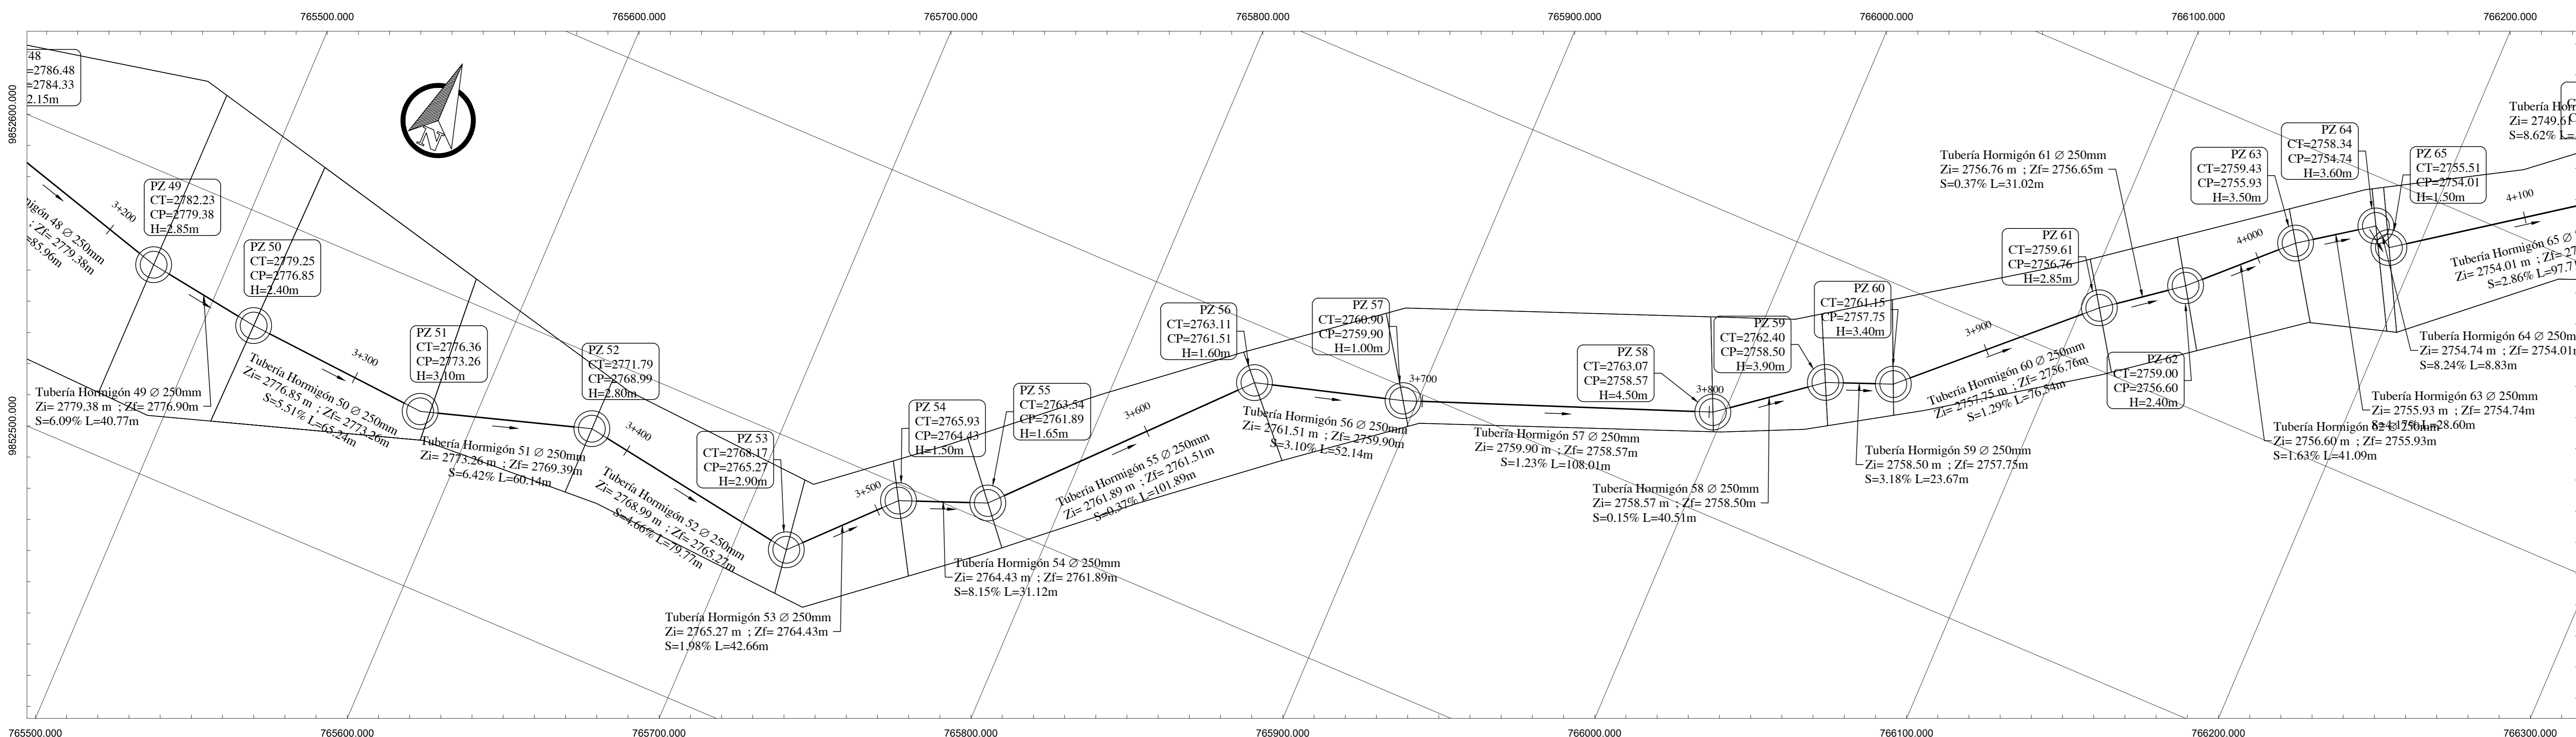 765500.000
765600.000
765700.000
765800.000
765900.000
766000.000
766100.000
766200.000
9852600.000
9852500.000
48
=2786.48
=2784.33
2.15m
3+200
PZ 49
CT=2782.23
CP=2779.38
H=2.85m
migón 48 ∅ 250mm
; Zf= 2779.38m
=85.96m
N
PZ 50
CT=2779.25
CP=2776.85
H=2.40m
Tubería Hormigón 49 ∅ 250mm
Zi= 2779.38 m ; Zf= 2776.90m
S=6.09% L=40.77m
3+300
Tubería Hormigón 50 ∅ 250mm
Zi= 2776.85 m ; Zf= 2773.26m
S=5.51% L=65.24m
PZ 51
CT=2776.36
CP=2773.26
H=3.10m
Tubería Hormigón 51 ∅ 250mm
Zi= 2773.26 m ; Zf= 2769.39m
S=6.42% L=60.14m
PZ 52
CT=2771.79
CP=2768.99
H=2.80m
3+400
Tubería Hormigón 52 ∅ 250mm
Zi= 2768.99 m ; Zf= 2765.27m
S=4.66% L=79.77m
PZ 53
CT=2768.17
CP=2765.27
H=2.90m
Tubería Hormigón 53 ∅ 250mm
Zi= 2765.27 m ; Zf= 2764.43m
S=1.98% L=42.66m
3+500
PZ 54
CT=2765.93
CP=2764.43
H=1.50m
Tubería Hormigón 54 ∅ 250mm
Zi= 2764.43 m ; Zf= 2761.89m
S=8.15% L=31.12m
PZ 55
CT=2763.54
CP=2761.89
H=1.65m
3+600
Tubería Hormigón 55 ∅ 250mm
Zi= 2761.89 m ; Zf= 2761.51m
S=0.37% L=101.89m
PZ 56
CT=2763.11
CP=2761.51
H=1.60m
Tubería Hormigón 56 ∅ 250mm
Zi= 2761.51 m ; Zf= 2759.90m
S=3.10% L=52.14m
PZ 57
CT=2760.90
CP=2759.90
H=1.00m
3+700
Tubería Hormigón 57 ∅ 250mm
Zi= 2759.90 m ; Zf= 2758.57m
S=1.23% L=108.01m
PZ 58
CT=2763.07
CP=2758.57
H=4.50m
3+800
Tubería Hormigón 58 ∅ 250mm
Zi= 2758.57 m ; Zf= 2758.50m
S=0.15% L=40.51m
PZ 59
CT=2762.40
CP=2758.50
H=3.90m
Tubería Hormigón 59 ∅ 250mm
Zi= 2758.50 m ; Zf= 2757.75m
S=3.18% L=23.67m
PZ 60
CT=2761.15
CP=2757.75
H=3.40m
3+900
Tubería Hormigón 60 ∅ 250mm
Zi= 2757.75 m ; Zf= 2756.76m
S=1.29% L=76.84m
PZ 61
CT=2759.61
CP=2756.76
H=2.85m
Tubería Hormigón 61 ∅ 250mm
Zi= 2756.76 m ; Zf= 2756.65m
S=0.37% L=31.02m
PZ 62
CT=2759.00
CP=2756.60
H=2.40m
4+000
Tubería Hormigón 62 ∅ 250mm
Zi= 2756.60 m ; Zf= 2755.93m
S=1.63% L=41.09m
PZ 63
CT=2759.43
CP=2755.93
H=3.50m
Tubería Hormigón 63 ∅ 250mm
Zi= 2755.93 m ; Zf= 2754.74m
S=4.17% L=28.60m
PZ 64
CT=2758.34
CP=2754.74
H=3.60m
Tubería Hormigón 64 ∅ 250m
Zi= 2754.74 m ; Zf= 2754.01m
S=8.24% L=8.83m
PZ 65
CT=2755.51
CP=2754.01
H=1.50m
4+100
Tubería Hormigón 65 ∅
Zi= 2754.01 m ; Zf= 27
S=2.86% L=97.7
Tubería Horm
Zi= 2749.61
S=8.62% L=
765500.000
765600.000
765700.000
765800.000
765900.000
766000.000
766100.000
766200.000
766300.000